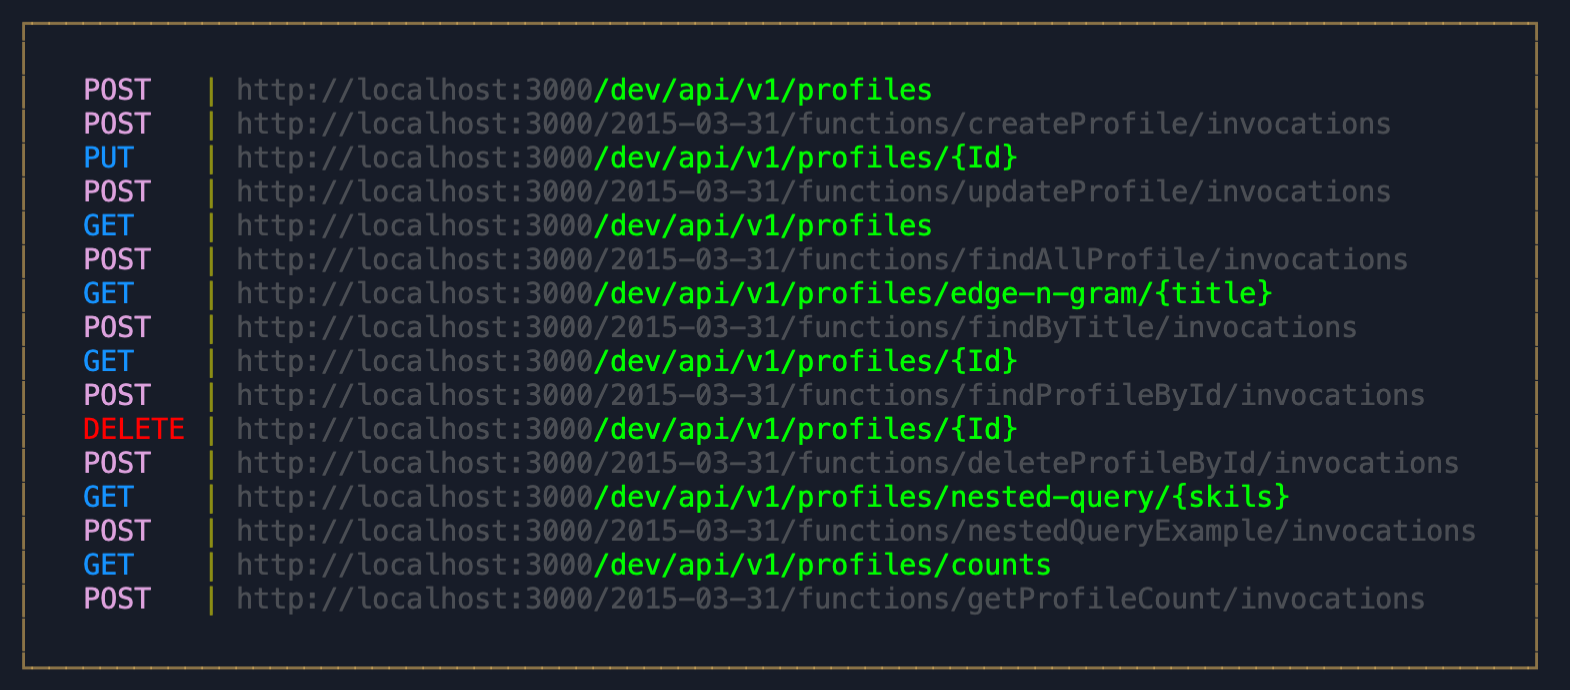 POST | http://localhost:3000/dev/api/v1/profiles
POST | http://localhost:3000/2015-03-31/functions/createProfile/invocations
PUT | http://localhost:3000/dev/api/v1/profiles/{Id}
POST | http://localhost:3000/2015-03-31/functions/updateProfile/invocations
GET | http://localhost:3000/dev/api/v1/profiles
POST | http://localhost:3000/2015-03-31/functions/findAllProfile/invocations
GET | http://localhost:3000/dev/api/v1/profiles/edge-n-gram/{title}
POST | http://localhost:3000/2015-03-31/functions/findByTitle/invocations
GET | http://localhost:3000/dev/api/v1/profiles/{Id}
POST | http://localhost:3000/2015-03-31/functions/findProfileById/invocations
DELETE | http://localhost:3000/dev/api/v1/profiles/{Id}
POST | http://localhost:3000/2015-03-31/functions/deleteProfileById/invocations
GET | http://localhost:3000/dev/api/v1/profiles/nested-query/{skils}
POST | http://localhost:3000/2015-03-31/functions/nestedQueryExample/invocations
GET | http://localhost:3000/dev/api/v1/profiles/counts
POST | http://localhost:3000/2015-03-31/functions/getProfileCount/invocations